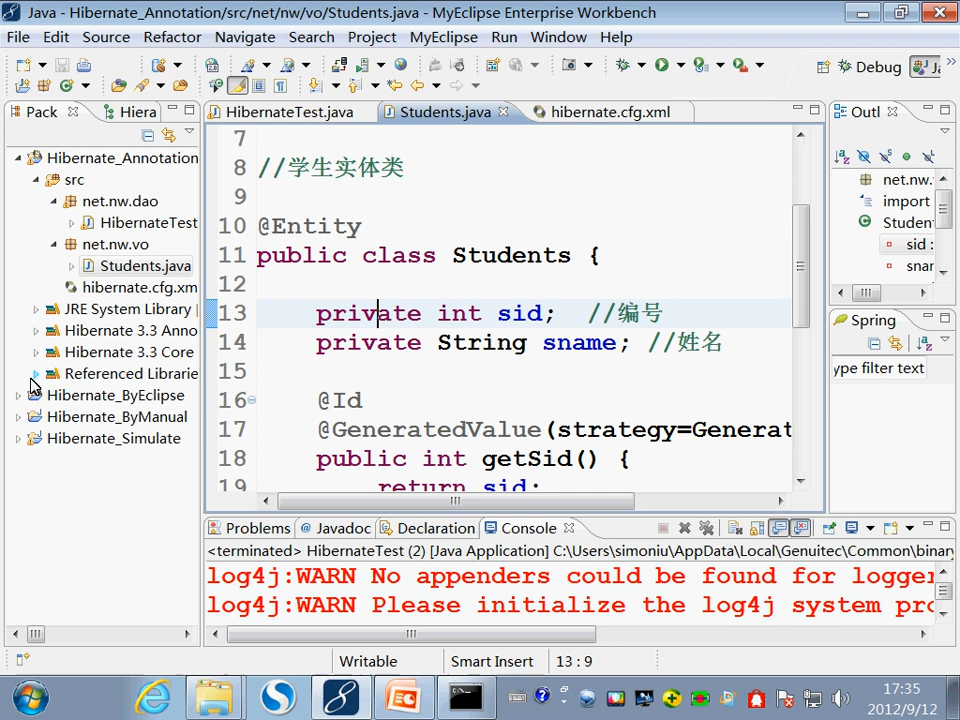 Java - Hibernate_Annotation/src/net/nw/vo/Students.java - MyEclipse Enterprise Workbench
File Edit Source Refactor Navigate Search Project MyEclipse Run Window Help
Debug
Pack Hiera
Hibernate_Annotation
src
net.nw.dao
HibernateTest
net.nw.vo
Students.java
hibernate.cfg.xm
JRE System Library
Hibernate 3.3 Anno
Hibernate 3.3 Core
Referenced Librarie
Hibernate_ByEclipse
Hibernate_ByManual
Hibernate_Simulate
HibernateTest.java Students.java hibernate.cfg.xml
7
8 //学生实体类
9
10 @Entity
11 public class Students {
12
13 private int sid; //编号
14 private String sname; //姓名
15
16 @Id
17 @GeneratedValue(strategy=Generat
18 public int getSid() {
19 return sid;
Outl
net.nw.
import
Studen
sid :
snar
Spring
ype filter text
Problems @ Javadoc Declaration Console
<terminated> HibernateTest (2) [Java Application] C:\Users\simoniu\AppData\Local\Genuitec\Common\binary
log4j:WARN No appenders could be found for logger
log4j:WARN Please initialize the log4j system pro
Writable Smart Insert 13 : 9
17:35
2012/9/12